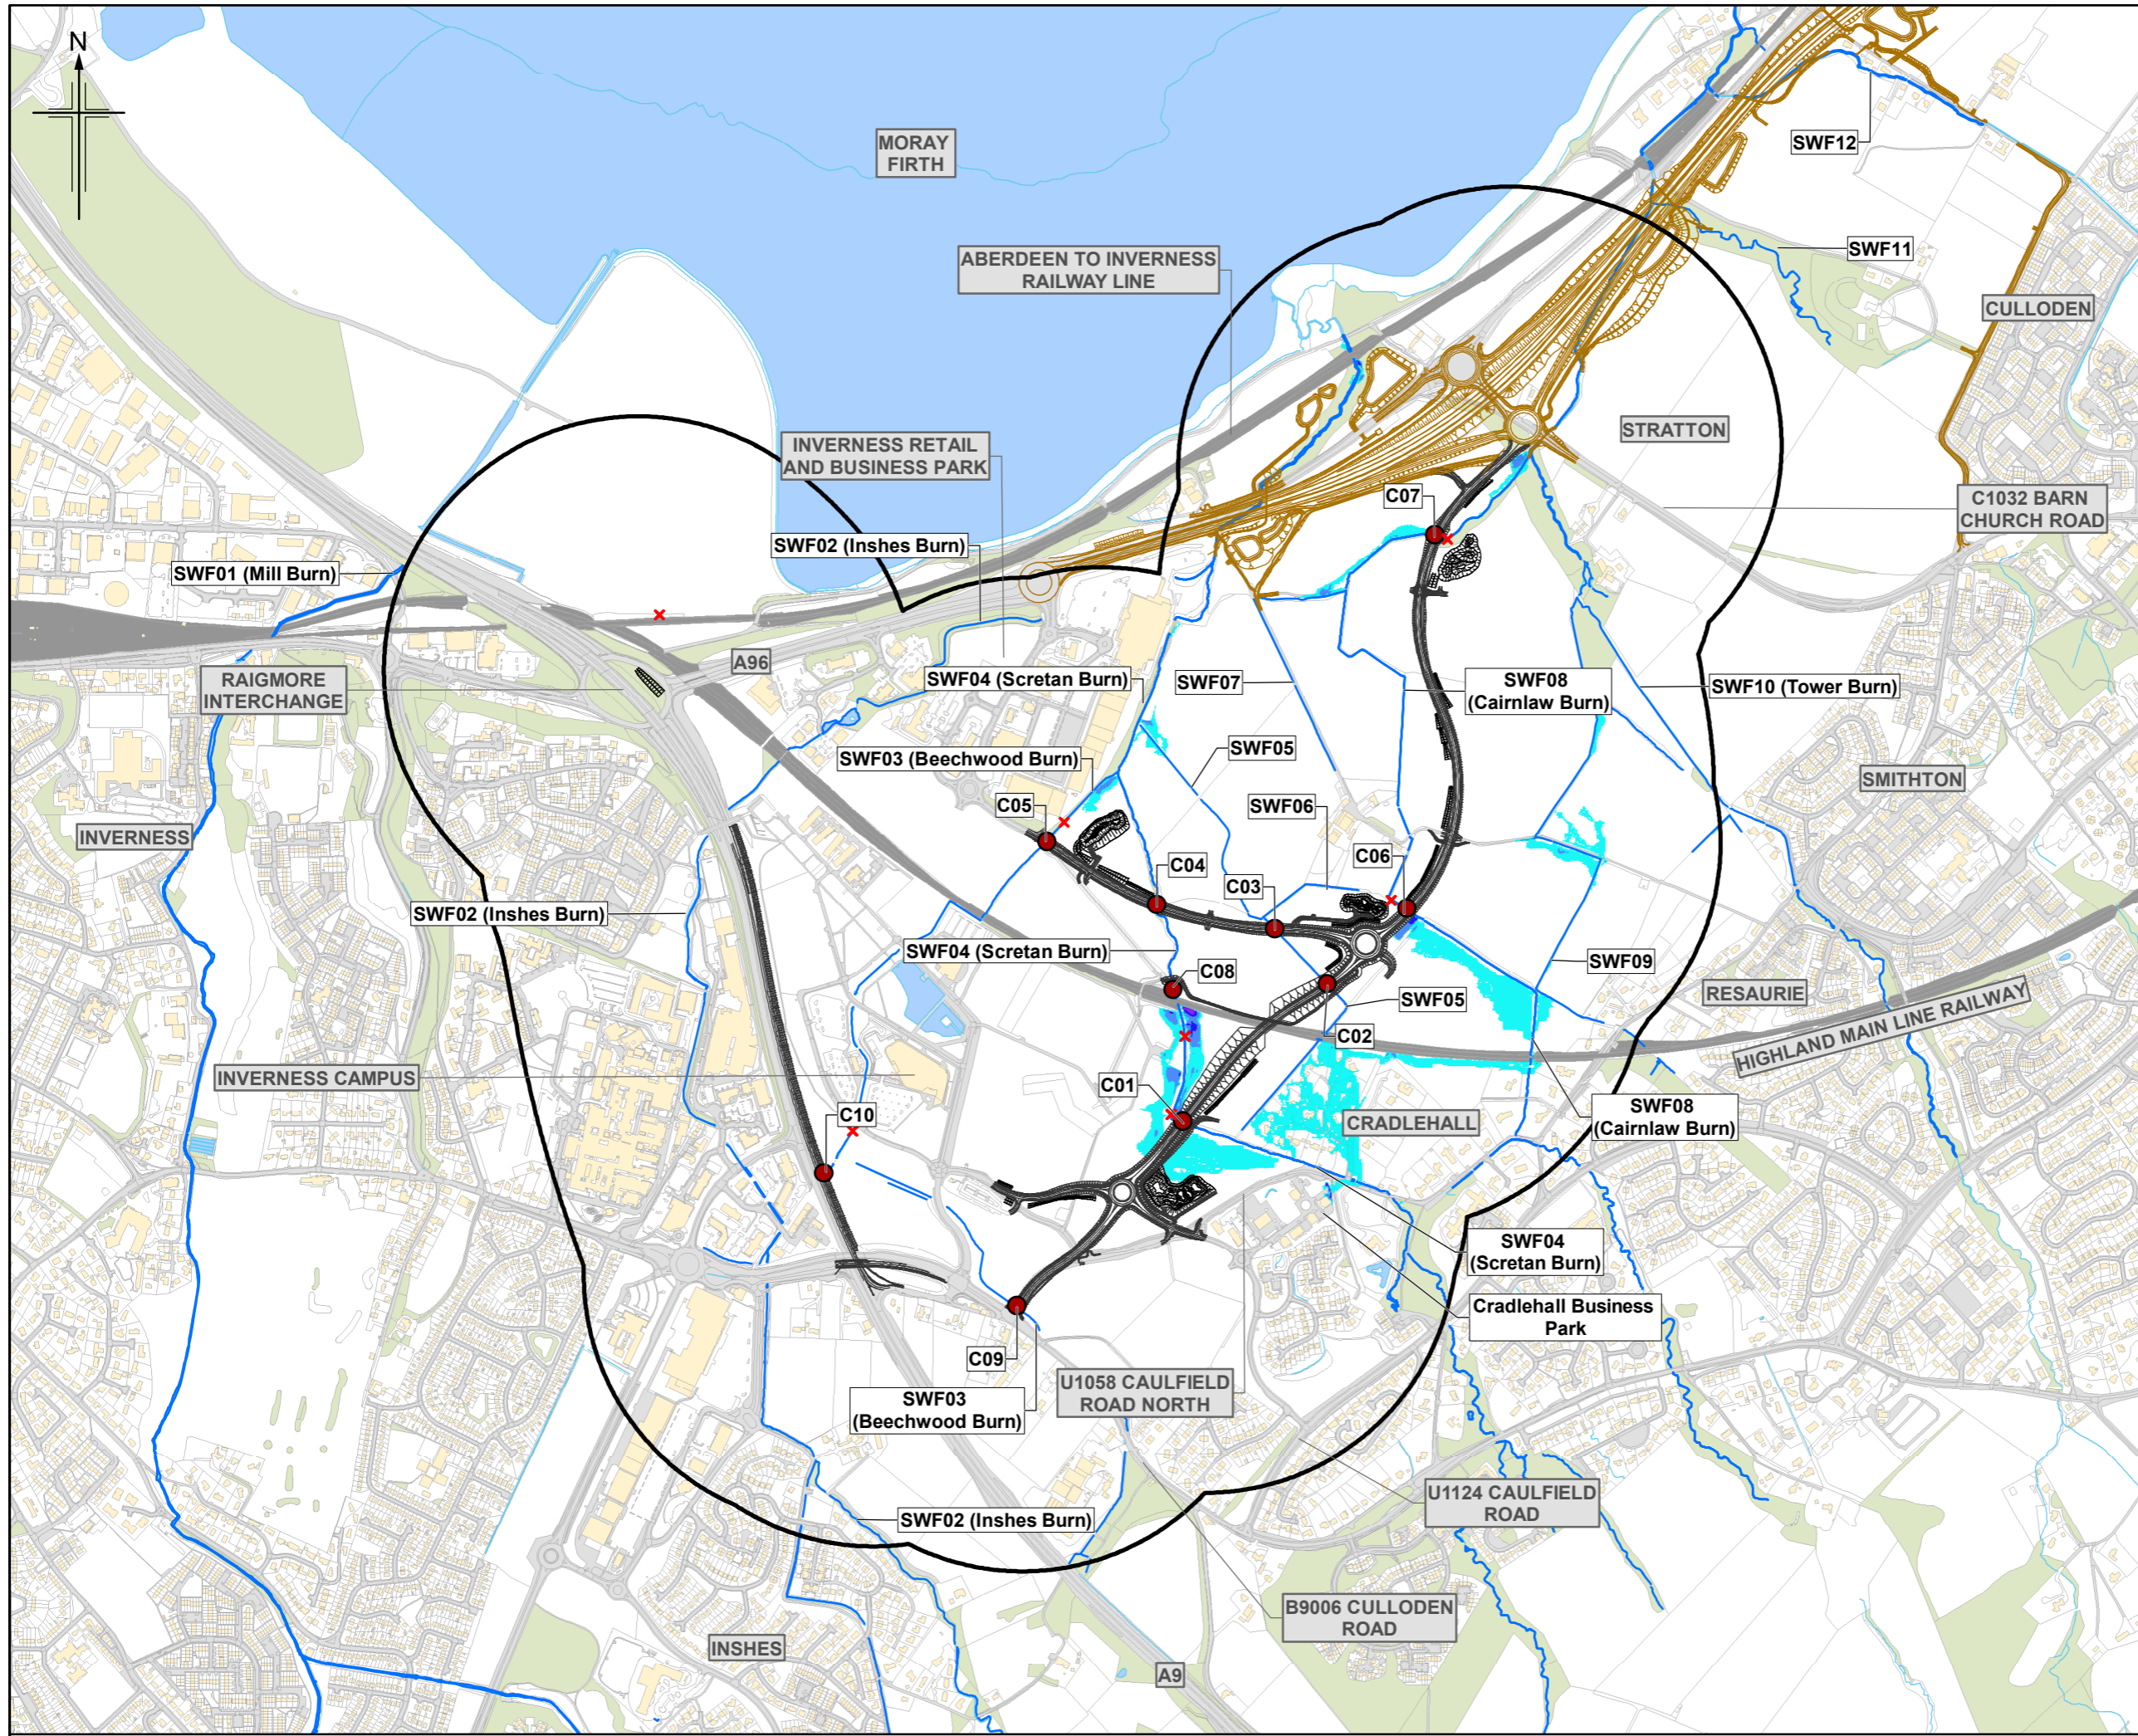 N
MORAY
FIRTH
SWF12
ABERDEEN TO INVERNESS
RAILWAY LINE
SWF11
CULLODEN
STRATTON
INVERNESS RETAIL
AND BUSINESS PARK
C07
C1032 BARN
CHURCH ROAD
SWF02 (Inshes Burn)
SWF01 (Mill Burn)
A96
RAIGMORE
INTERCHANGE
SWF04 (Scretan Burn)
SWF07
SWF08
(Cairnlaw Burn)
SWF10 (Tower Burn)
SWF05
SWF03 (Beechwood Burn)
SMITHTON
C05
SWF06
INVERNESS
C06
C04
C03
SWF02 (Inshes Burn)
SWF04 (Scretan Burn)
SWF09
C08
SWF05
RESAURIE
HIGHLAND MAIN LINE RAILWAY
C02
INVERNESS CAMPUS
C01
C10
CRADLEHALL
SWF08
(Cairnlaw Burn)
SWF04
(Scretan Burn)
Cradlehall Business
Park
C09
U1058 CAULFIELD
ROAD NORTH
SWF03
(Beechwood Burn)
U1124 CAULFIELD
ROAD
SWF02 (Inshes Burn)
B9006 CULLODEN
ROAD
INSHES
A9